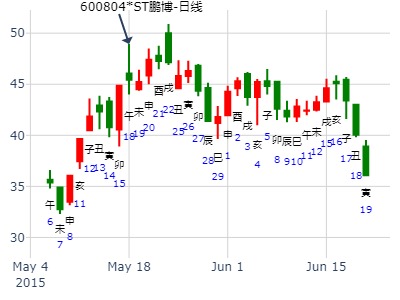 600804*ST鹏博-日线
50
45
40
35
30
午 6
未 7
申 8
亥 11
子 12
丑 13
寅 14
卯 15
午 18
未 19
申 20
酉 21
戌 22
丑 25
寅 26
卯 27
辰 28
巳 29
申 1
酉 2
戌 3
亥 4
子 5
寅 8
卯 9
辰 9
巳 10
午 11
未 12
戌 15
亥 16
子 17
丑 18
寅 19
May 4
2015
May 18
Jun 1
Jun 15